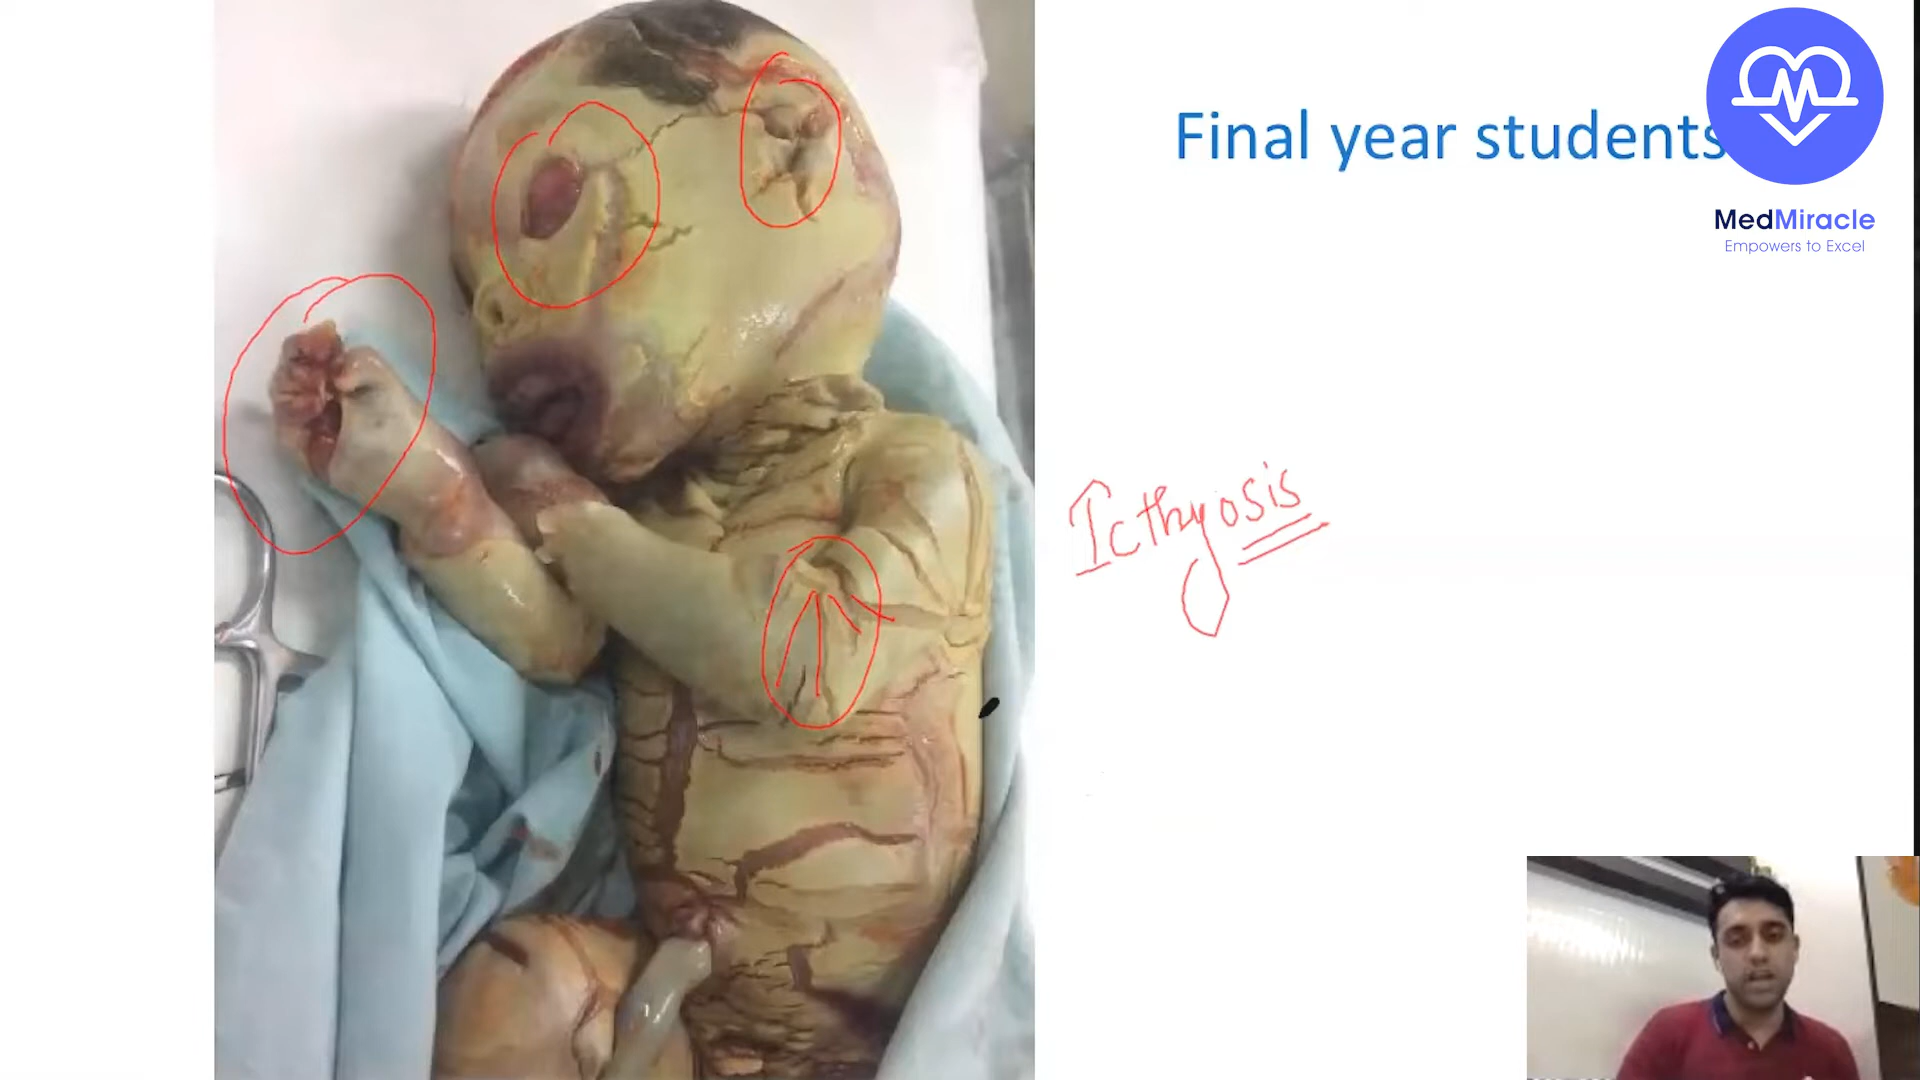 Final year students
MedMiracle
Empowers to Excel
Icthyosis